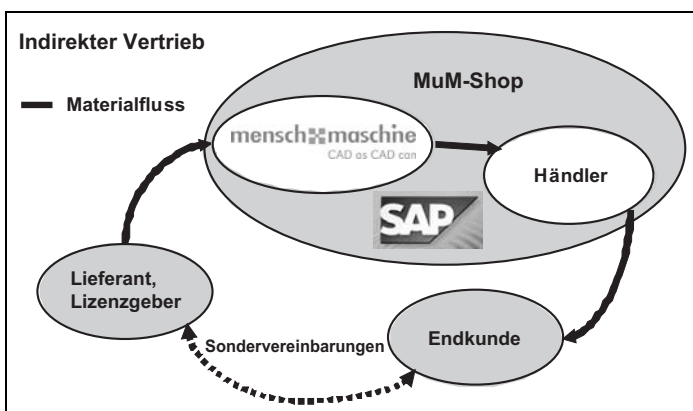 Indirekter Vertrieb
MuM-Shop
Materialfluss
mensch maschine
CAD as CAD can
Händler
SAP
Lieferant,
Lizenzgeber
Sondervereinbarungen
Endkunde